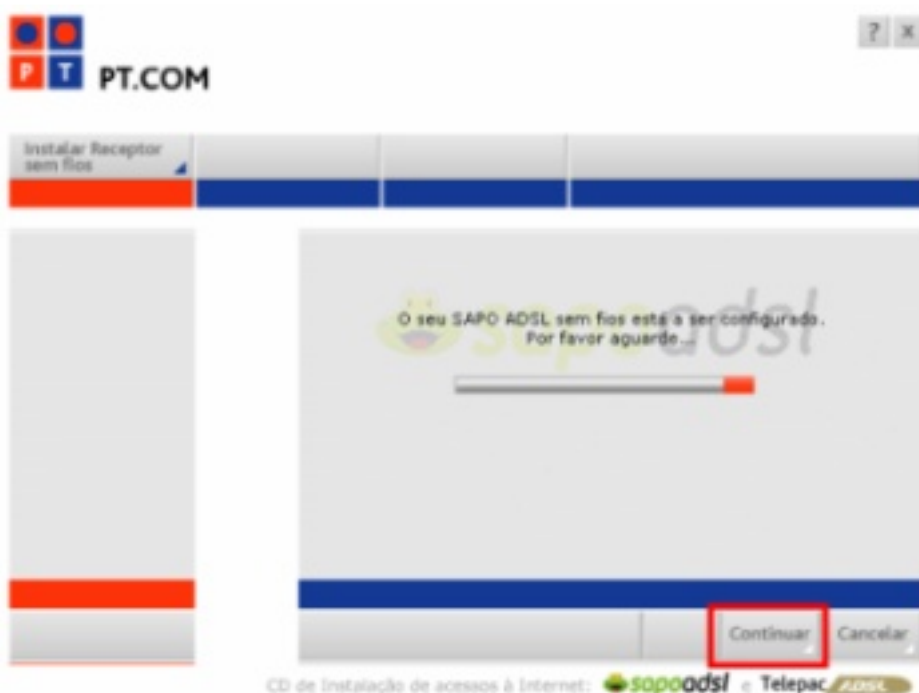 ? x
P T PT.COM
Instalar Receptor
sem fios
sapoadsl
O seu SAPO ADSL sem fios está a ser configurado.
Por favor aguarde...
Continuar
Cancelar
CD de Instalação de acessos à Internet: sapoadsl e Telepac ADSL